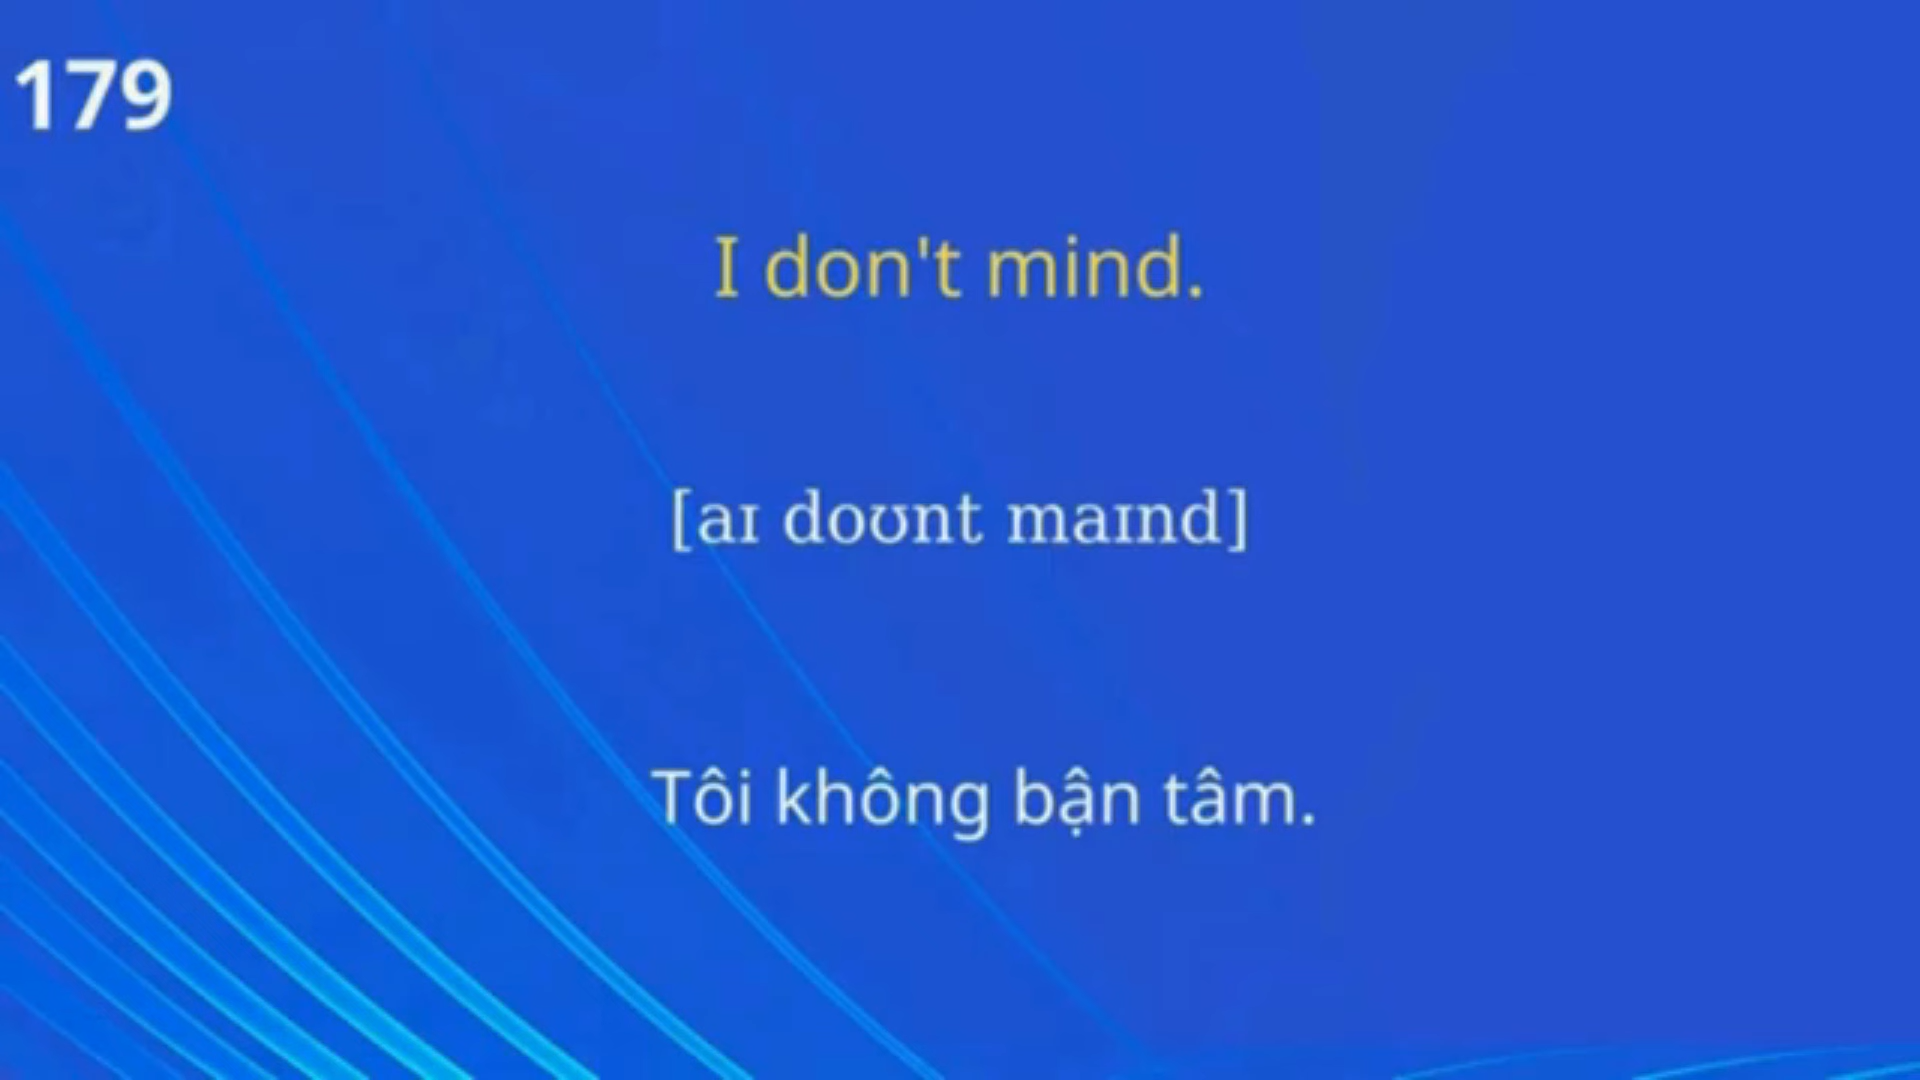 179
I don't mind.
[aɪ doʊnt maɪnd]
Tôi không bận tâm.